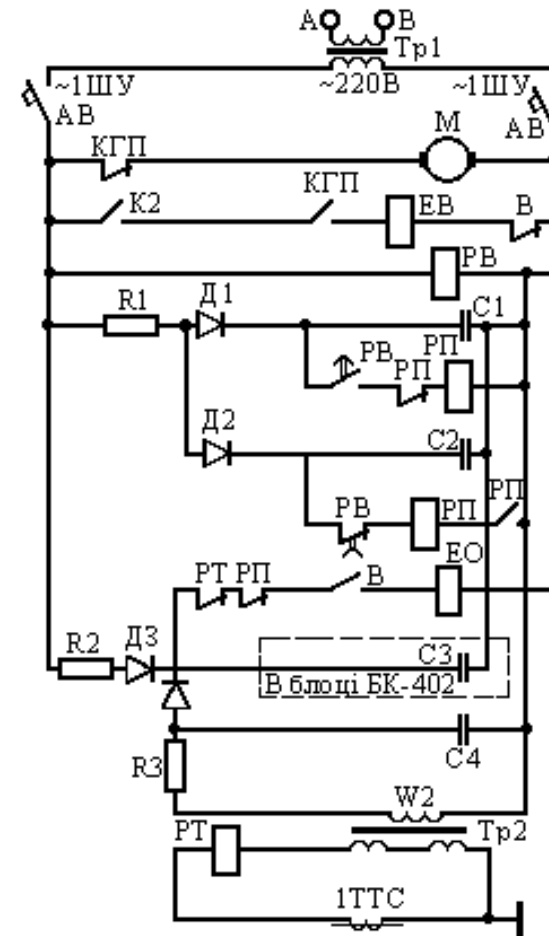 А В
Тр1
~1ШУ ~220В ~1ШУ
АВ АВ
М
КГП
К2 КГП ЕВ В
РВ
R1 Д1 С1
РВ РП РП
Д2 С2
РВ РП РП
РТ РП В ЕО
R2 Д3 С3
В блоці БК-402
R3 С4
W2
РТ Тр2
1ТТС